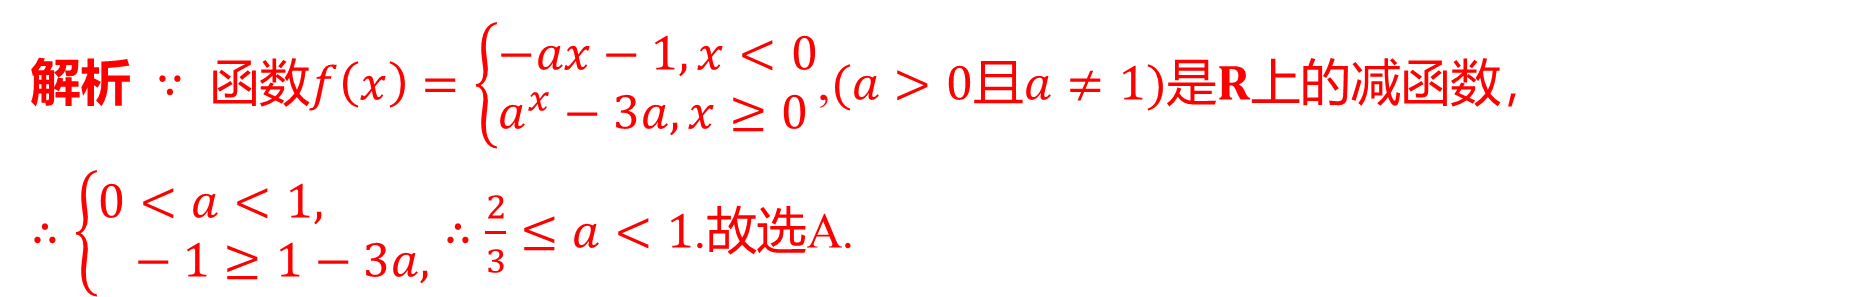 解析 ∵ 函数f(x) = {−ax − 1, x < 0; a^x − 3a, x ≥ 0 ,(a > 0且a ≠ 1)是R上的减函数,
∴ {0 < a < 1, −1 ≥ 1 − 3a, ∴ 2/3 ≤ a < 1.故选A.